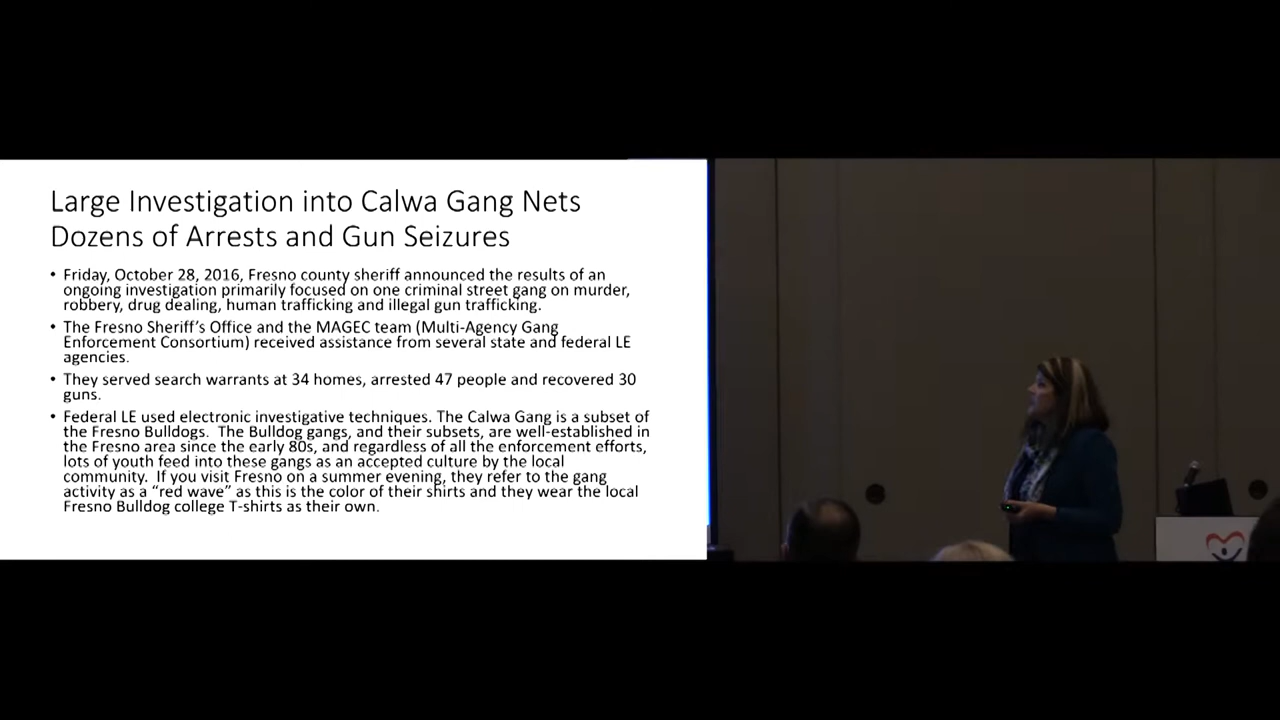 Large Investigation into Calwa Gang Nets
Dozens of Arrests and Gun Seizures
• Friday, October 28, 2016, Fresno county sheriff announced the results of an
ongoing investigation primarily focused on one criminal street gang on murder,
robbery, drug dealing, human trafficking and illegal gun trafficking.
• The Fresno Sheriff's Office and the MAGEC team (Multi-Agency Gang
Enforcement Consortium) received assistance from several state and federal LE
agencies.
• They served search warrants at 34 homes, arrested 47 people and recovered 30
guns.
• Federal LE used electronic investigative techniques. The Calwa Gang is a subset of
the Fresno Bulldogs.  The Bulldog gangs, and their subsets, are well-established in
the Fresno area since the early 80s, and regardless of all the enforcement efforts,
lots of youth feed into these gangs as an accepted culture by the local
community.  If you visit Fresno on a summer evening, they refer to the gang
activity as a “red wave” as this is the color of their shirts and they wear the local
Fresno Bulldog college T-shirts as their own.